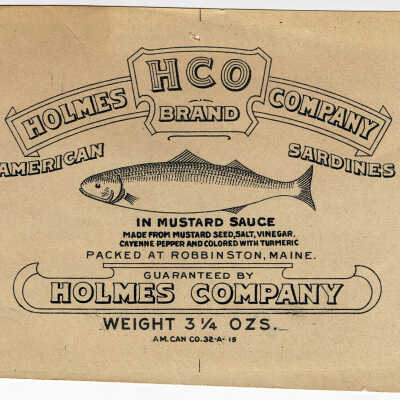 HCO
HOLMES BRAND COMPANY
AMERICAN SARDINES
IN MUSTARD SAUCE
MADE FROM MUSTARD SEED, SALT, VINEGAR,
CAYENNE PEPPER AND COLORED WITH TURMERIC
PACKED AT ROBBINSTON, MAINE.
GUARANTEED BY
HOLMES COMPANY
WEIGHT 3 1/4 OZS.
AM. CAN CO. 32-A- 15